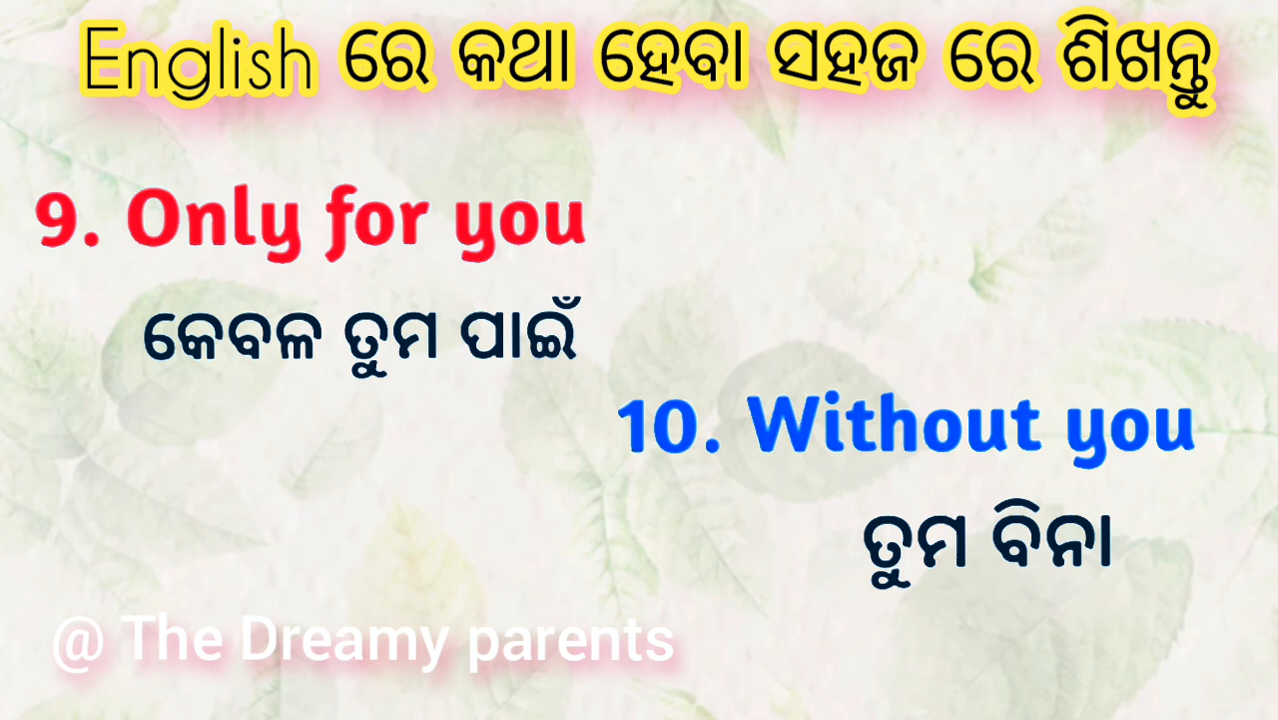 English ରେ କଥା ହେବା ସହଜ ରେ ଶିଖନ୍ତୁ
9. Only for you
କେବଳ ତୁମ ପାଇଁ
10. Without you
ତୁମ ବିନା
@ The Dreamy parents